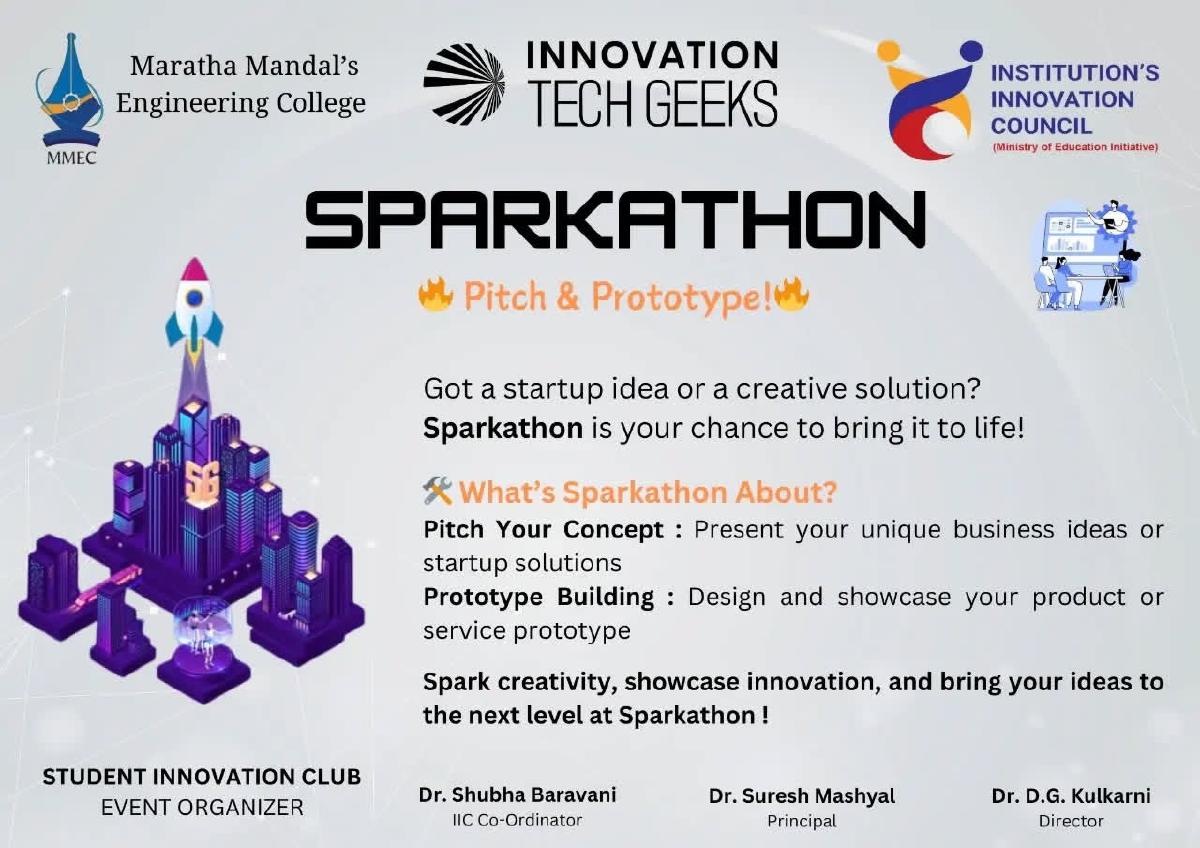 Maratha Mandal's
Engineering College
MMEC
INNOVATION
TECH GEEKS
INSTITUTION'S
INNOVATION
COUNCIL
(Ministry of Education Initiative)
SPARKATHON
🔥 Pitch & Prototype!🔥
Got a startup idea or a creative solution?
Sparkathon is your chance to bring it to life!
🛠️ What's Sparkathon About?
Pitch Your Concept : Present your unique business ideas or
startup solutions
Prototype Building : Design and showcase your product or
service prototype
Spark creativity, showcase innovation, and bring your ideas to
the next level at Sparkathon !
5G
STUDENT INNOVATION CLUB
EVENT ORGANIZER
Dr. Shubha Baravani
IIC Co-Ordinator
Dr. Suresh Mashyal
Principal
Dr. D.G. Kulkarni
Director